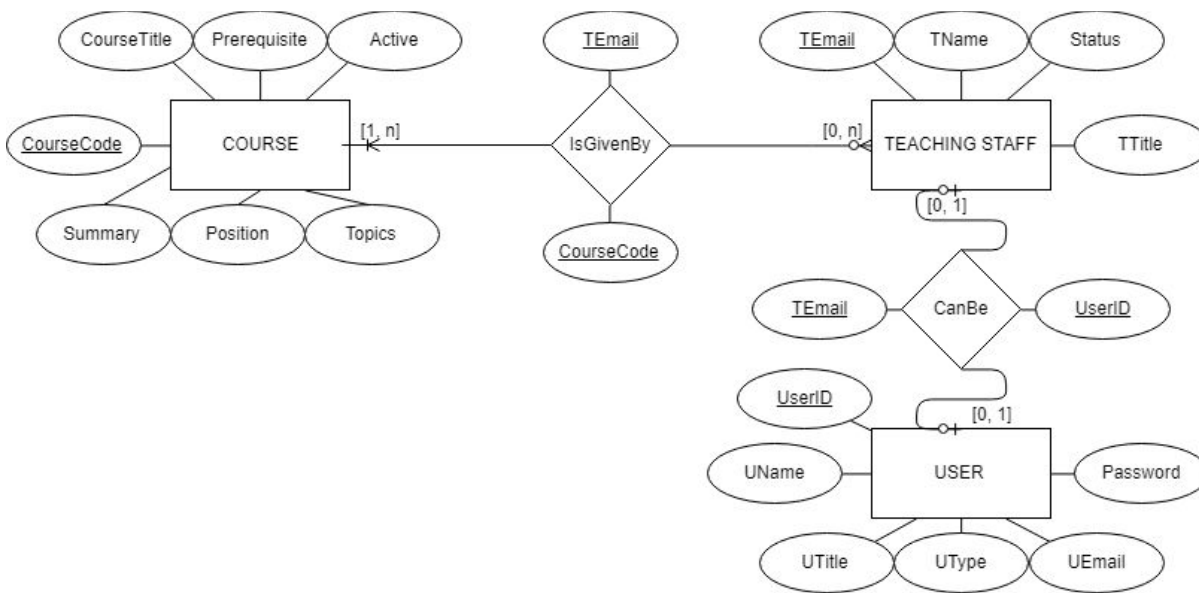 CourseTitle
Prerequisite
Active
TEmail
TEmail
TName
Status
CourseCode
COURSE
[1, n]
IsGivenBy
[0, n]
TEACHING STAFF
TTitle
Summary
Position
Topics
CourseCode
[0, 1]
TEmail
CanBe
UserID
UserID
[0, 1]
UName
USER
Password
UTitle
UType
UEmail